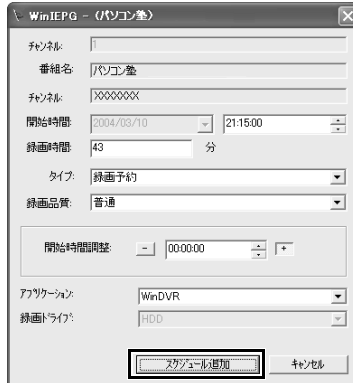 WinIEPG - (パソコン塾)
チャンネル: 1
番組名: パソコン塾
チャンネル: XXXXXXX
開始時間: 2004/03/10 21:15:00
録画時間: 43 分
タイプ: 録画予約
録画品質: 普通
開始時間調整: - 00:00:00 +
アプリケーション: WinDVR
録画ドライブ: HDD
スケジュール追加 キャンセル